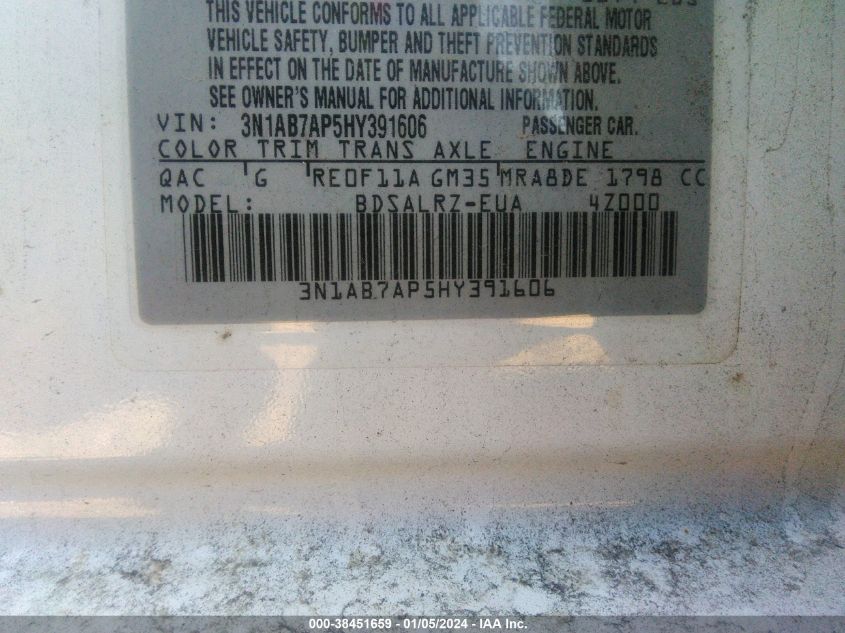 THIS VEHICLE CONFORMS TO ALL APPLICABLE FEDERAL MOTOR
VEHICLE SAFETY, BUMPER AND THEFT PREVENTION STANDARDS
IN EFFECT ON THE DATE OF MANUFACTURE SHOWN ABOVE.
SEE OWNER'S MANUAL FOR ADDITIONAL INFORMATION.
VIN: 3N1AB7AP5HY391606 PASSENGER CAR.
COLOR TRIM TRANS AXLE ENGINE
QAC G RE0F11A GM35 MRA8DE 1798 CC
MODEL: BDSALRZ-EUA 4Z000
3N1AB7AP5HY391606
000-38451659 - 01/05/2024 - IAA Inc.